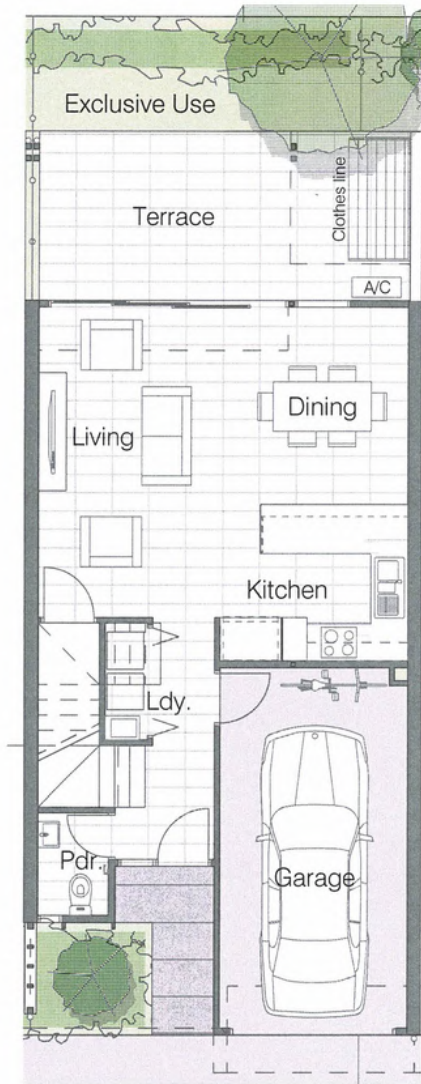 Exclusive Use
Terrace
Clothes line
A/C
Dining
Living
Kitchen
Ldy.
Pdr.
Garage